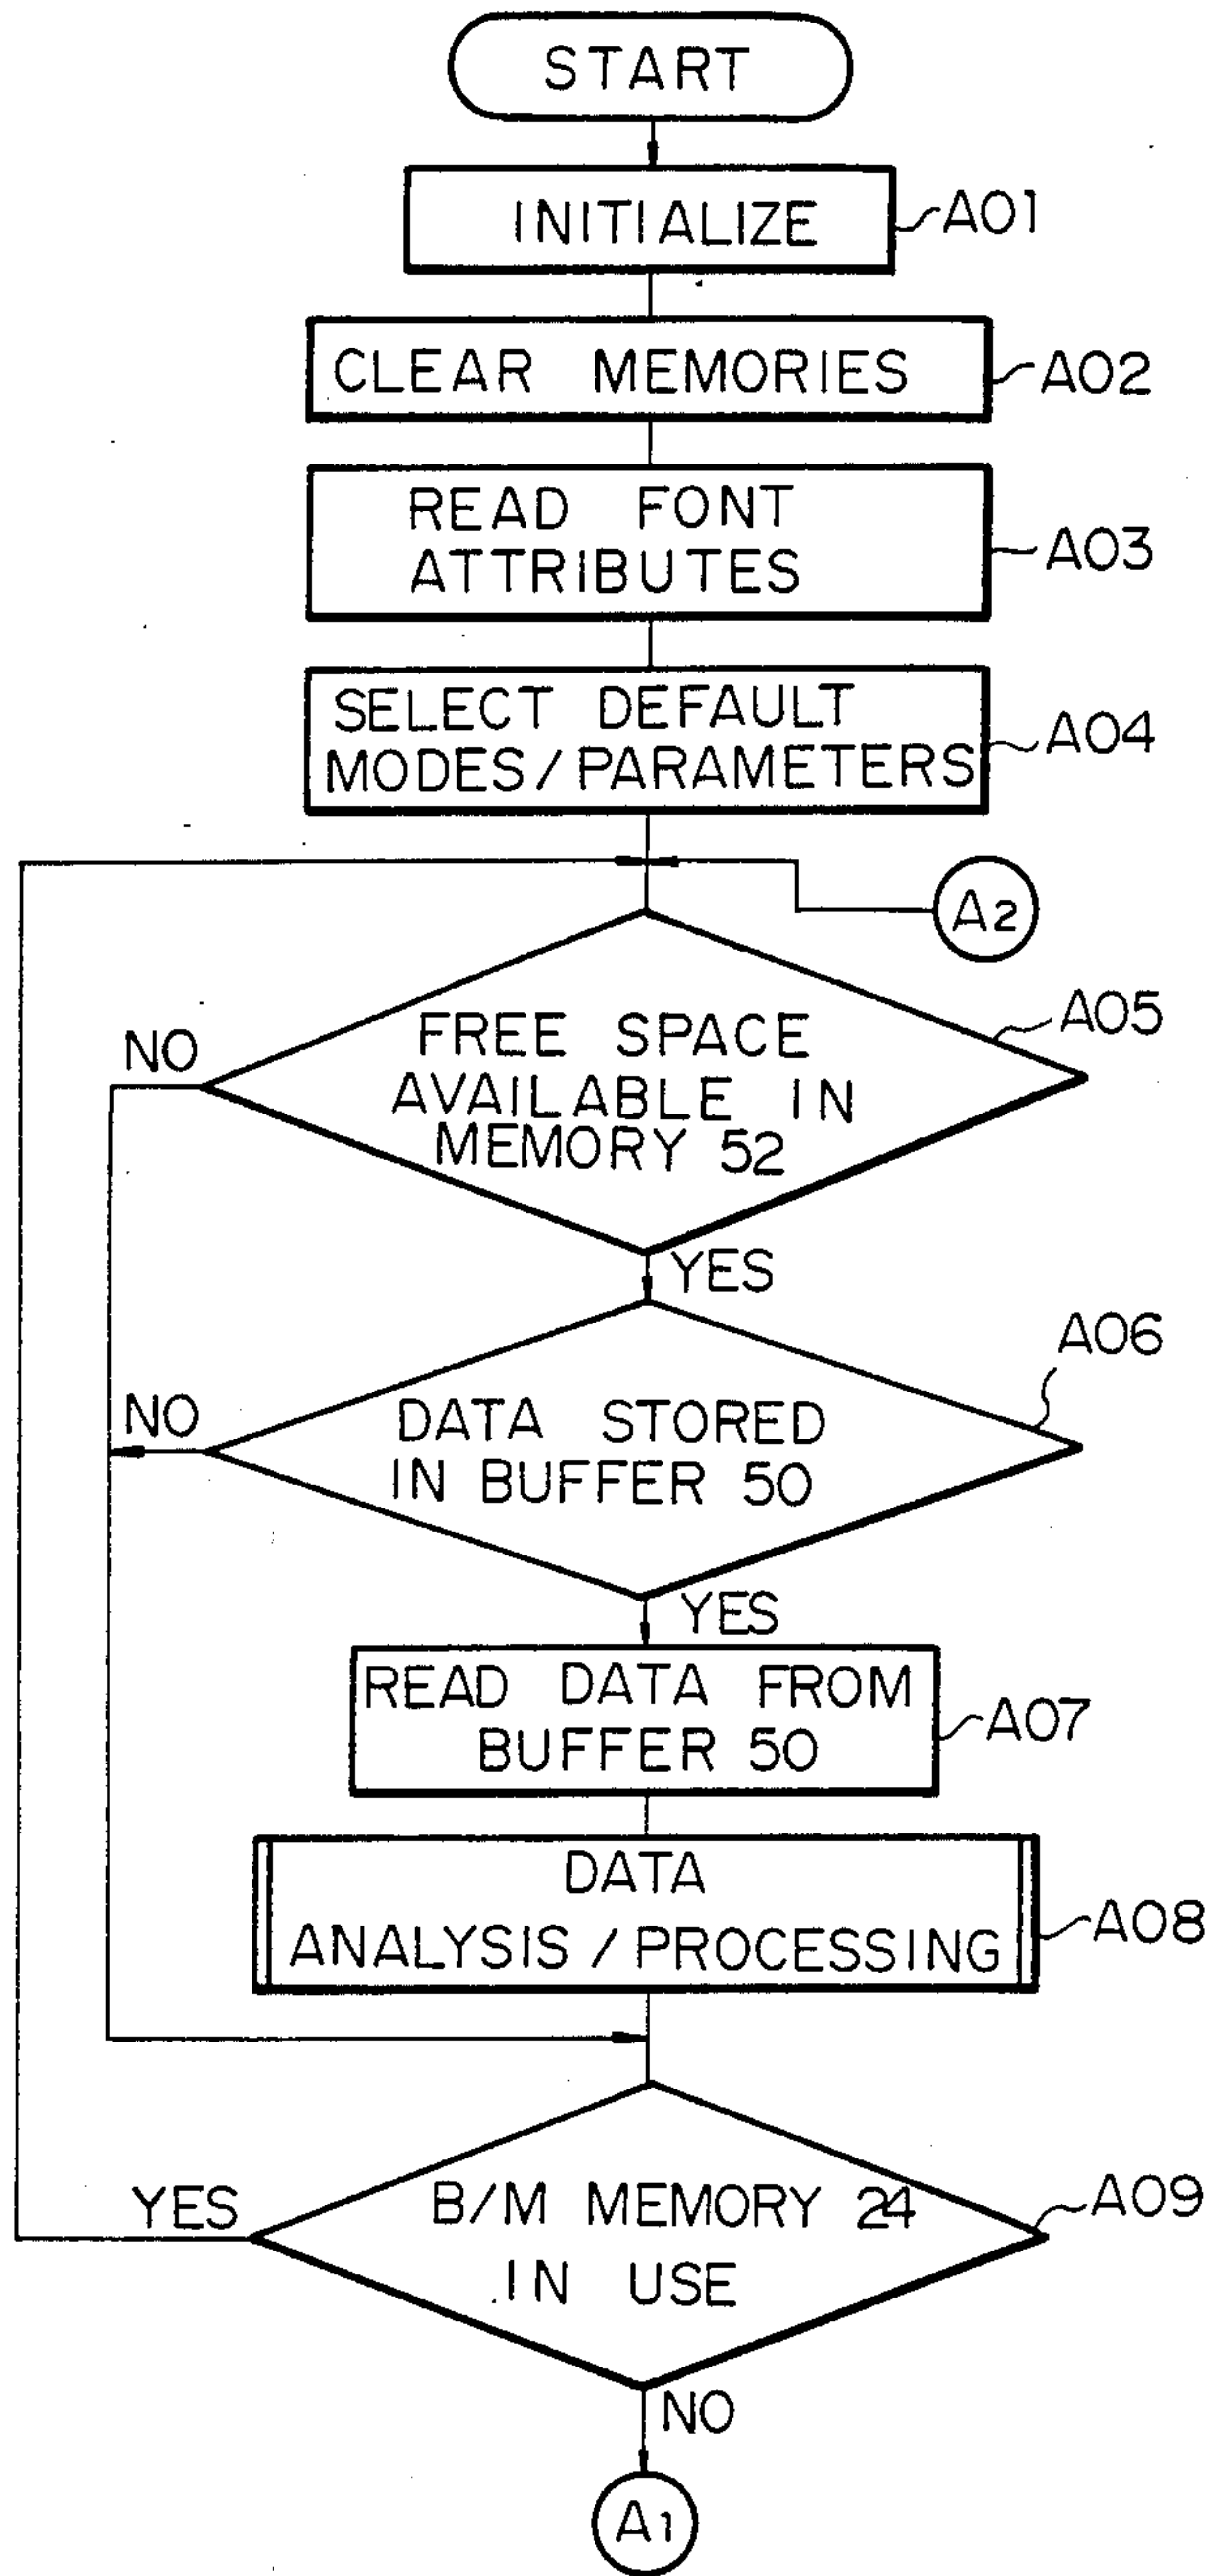 START
INITIALIZE
A01
CLEAR MEMORIES
A02
READ FONT
ATTRIBUTES
A03
SELECT DEFAULT
MODES/PARAMETERS
A04
A2
A05
NO
FREE SPACE
AVAILABLE IN
MEMORY 52
YES
A06
NO
DATA STORED
IN BUFFER 50
YES
READ DATA FROM
BUFFER 50
A07
DATA
ANALYSIS/PROCESSING
A08
YES
B/M MEMORY 24
IN USE
A09
NO
A1